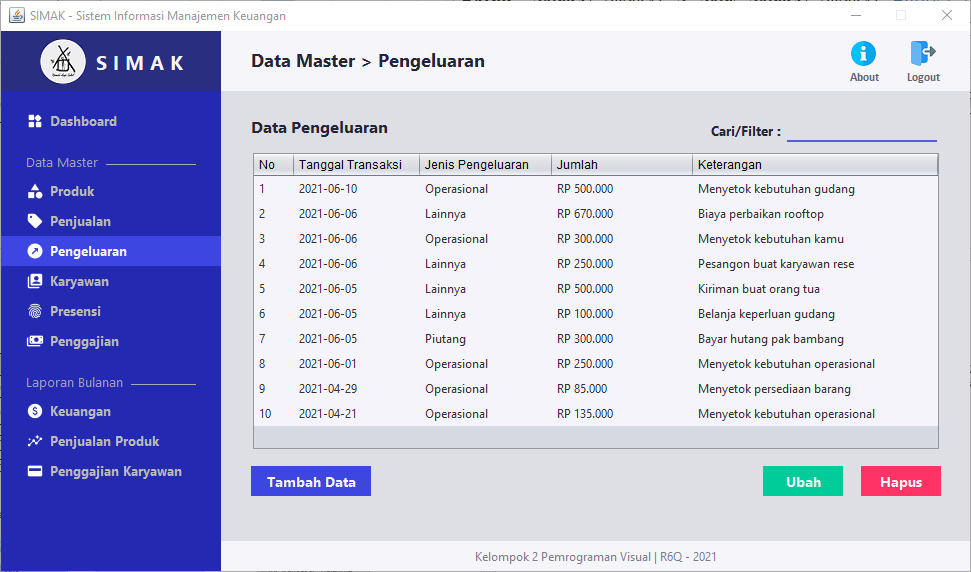 SIMAK - Sistem Informasi Manajemen Keuangan
SIMAK
Data Master > Pengeluaran
About
Logout
Dashboard
Data Master
Produk
Penjualan
Pengeluaran
Karyawan
Presensi
Penggajian
Laporan Bulanan
Keuangan
Penjualan Produk
Penggajian Karyawan
Data Pengeluaran
Cari/Filter :
No Tanggal Transaksi Jenis Pengeluaran Jumlah Keterangan
1 2021-06-10 Operasional RP 500.000 Menyetok kebutuhan gudang
2 2021-06-06 Lainnya RP 670.000 Biaya perbaikan rooftop
3 2021-06-06 Operasional RP 300.000 Menyetok kebutuhan kamu
4 2021-06-06 Lainnya RP 250.000 Pesangon buat karyawan rese
5 2021-06-05 Lainnya RP 500.000 Kiriman buat orang tua
6 2021-06-05 Lainnya RP 100.000 Belanja keperluan gudang
7 2021-06-05 Piutang RP 300.000 Bayar hutang pak bambang
8 2021-06-01 Operasional RP 250.000 Menyetok kebutuhan operasional
9 2021-04-29 Operasional RP 85.000 Menyetok persediaan barang
10 2021-04-21 Operasional RP 135.000 Menyetok kebutuhan operasional
Tambah Data
Ubah
Hapus
Kelompok 2 Pemrograman Visual | R6Q - 2021